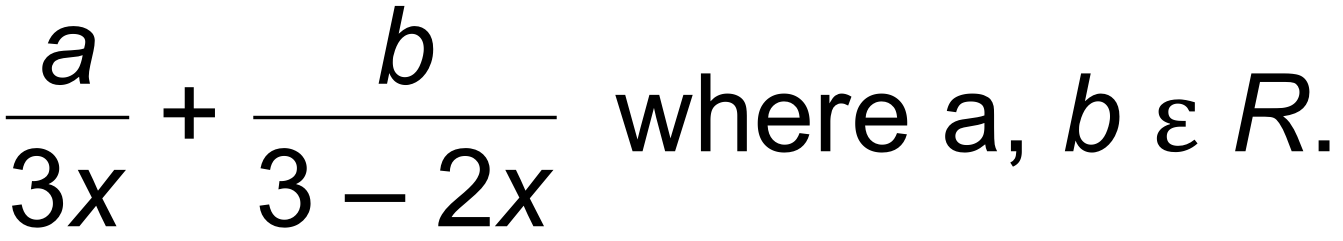 a/3x + b/(3 – 2x) where a, b ε R.